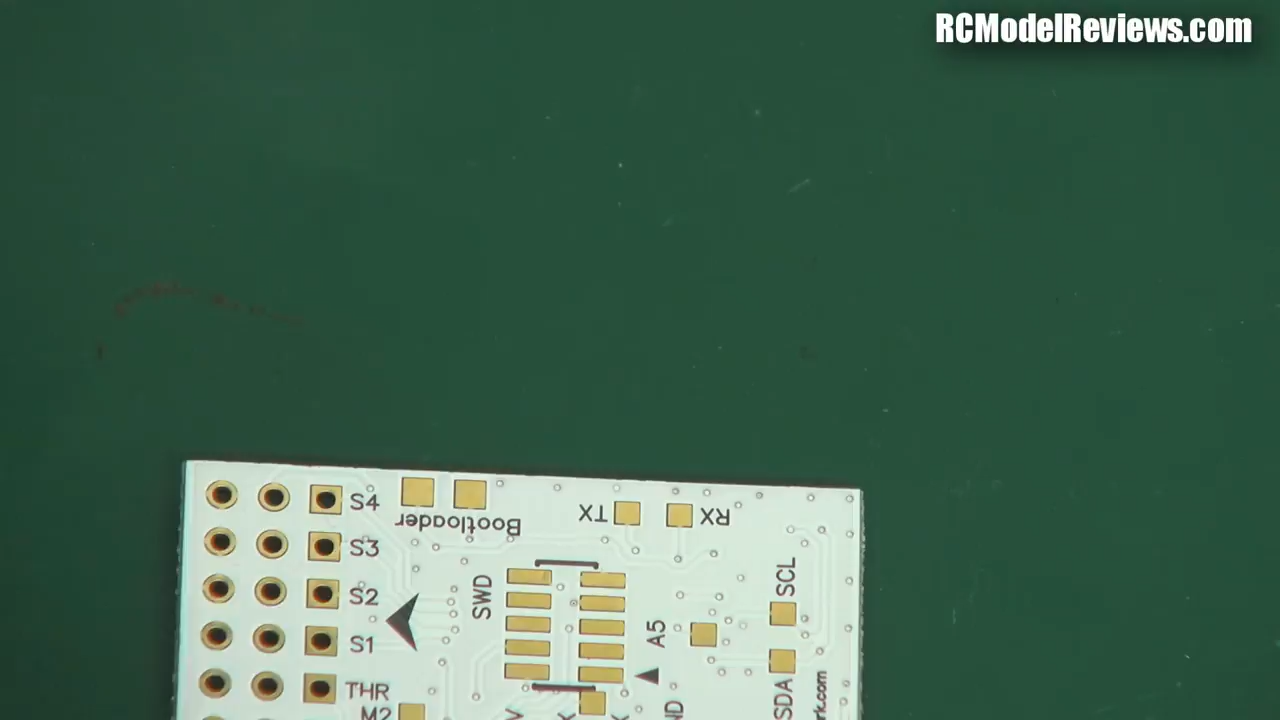 RCModelReviews.com
S4
Bootloader
TX
RX
S3
SWD
SCL
S2
A5
S1
THR
M2
SDA